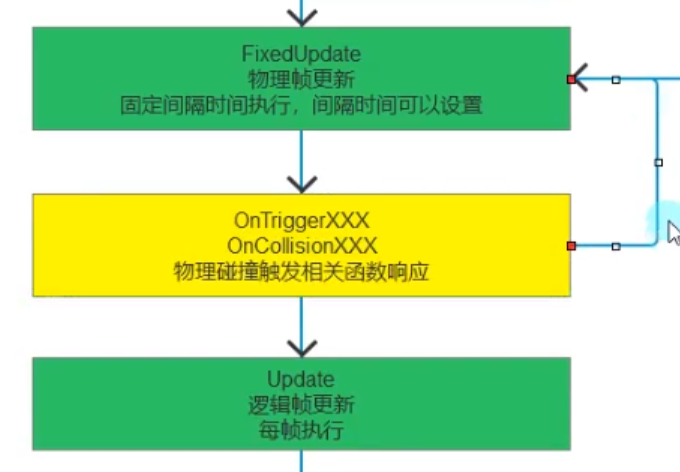 FixedUpdate
物理帧更新
固定间隔时间执行，间隔时间可以设置
OnTriggerXXX
OnCollisionXXX
物理碰撞触发相关函数响应
Update
逻辑帧更新
每帧执行